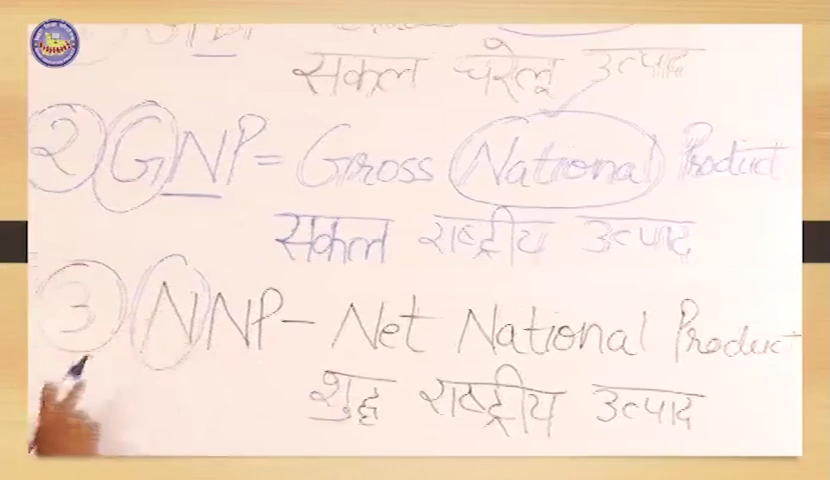 सकल घरेलू उत्पाद
2 GNP = Gross National Product
सकल राष्ट्रीय उत्पाद
3 NNP - Net National Product
शुद्ध राष्ट्रीय उत्पाद